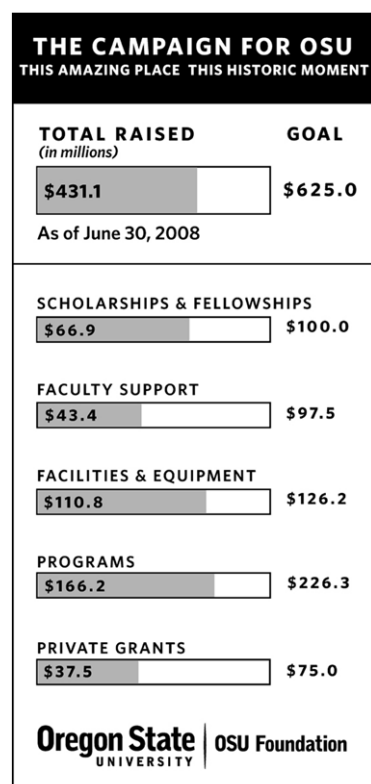 THE CAMPAIGN FOR OSU
THIS AMAZING PLACE THIS HISTORIC MOMENT
TOTAL RAISED GOAL
(in millions)
$431.1 $625.0
As of June 30, 2008
SCHOLARSHIPS & FELLOWSHIPS
$66.9 $100.0
FACULTY SUPPORT
$43.4 $97.5
FACILITIES & EQUIPMENT
$110.8 $126.2
PROGRAMS
$166.2 $226.3
PRIVATE GRANTS
$37.5 $75.0
Oregon State OSU Foundation
UNIVERSITY